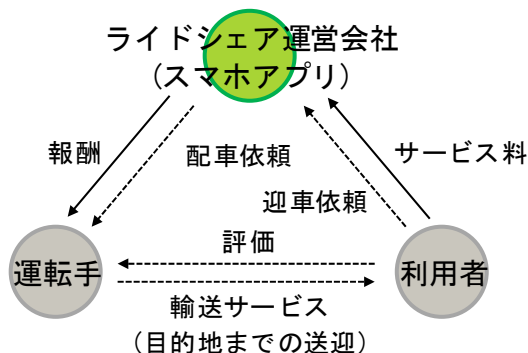 ライドシェア運営会社
（スマホアプリ）
報酬
配車依頼
サービス料
迎車依頼
評価
運転手
利用者
輸送サービス
（目的地までの送迎）